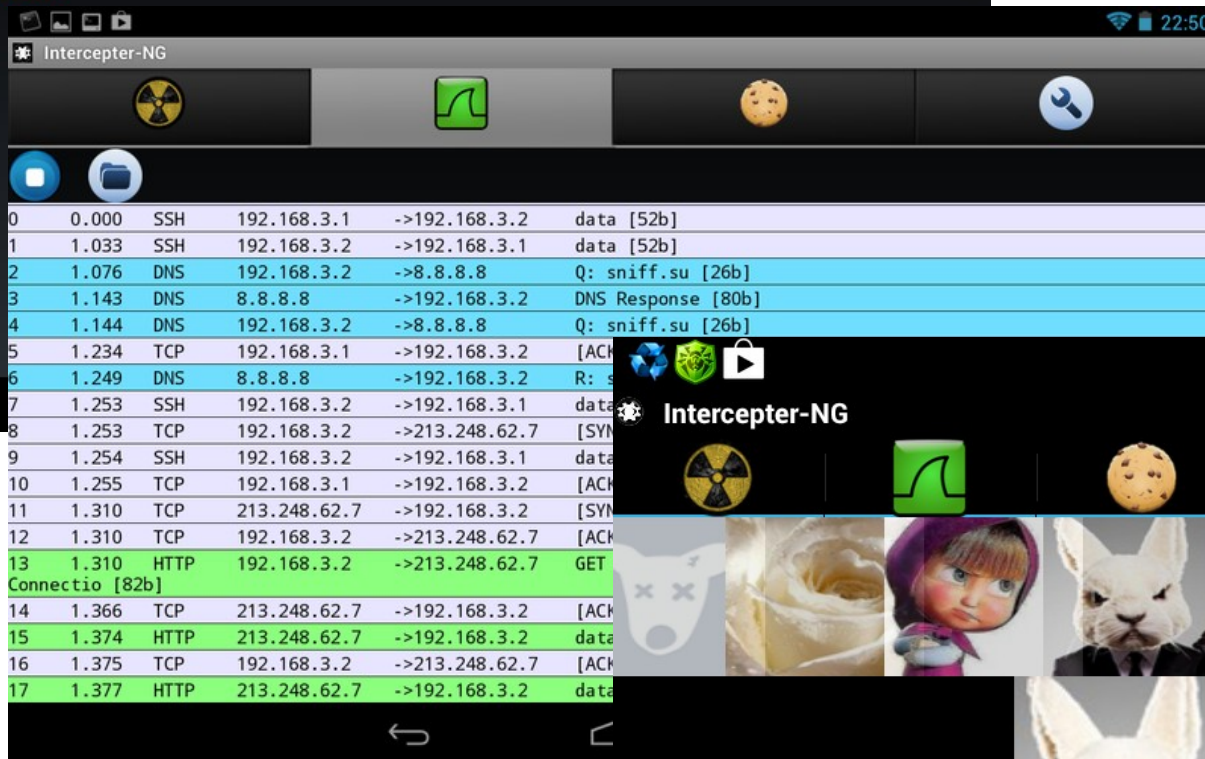 22:50
Intercepter-NG
0 0.000 SSH 192.168.3.1 ->192.168.3.2 data [52b]
1 1.033 SSH 192.168.3.2 ->192.168.3.1 data [52b]
2 1.076 DNS 192.168.3.2 ->8.8.8.8 Q: sniff.su [26b]
3 1.143 DNS 8.8.8.8 ->192.168.3.2 DNS Response [80b]
4 1.144 DNS 192.168.3.2 ->8.8.8.8 Q: sniff.su [26b]
5 1.234 TCP 192.168.3.1 ->192.168.3.2 [ACK
6 1.249 DNS 8.8.8.8 ->192.168.3.2 R: s
7 1.253 SSH 192.168.3.2 ->192.168.3.1 data
8 1.253 TCP 192.168.3.2 ->213.248.62.7 [SYN
9 1.254 SSH 192.168.3.2 ->192.168.3.1 data
10 1.255 TCP 192.168.3.1 ->192.168.3.2 [ACK
11 1.310 TCP 213.248.62.7 ->192.168.3.2 [SYN
12 1.310 TCP 192.168.3.2 ->213.248.62.7 [ACK
13 1.310 HTTP 192.168.3.2 ->213.248.62.7 GET
Connectio [82b]
14 1.366 TCP 213.248.62.7 ->192.168.3.2 [ACK
15 1.374 HTTP 213.248.62.7 ->192.168.3.2 data
16 1.375 TCP 192.168.3.2 ->213.248.62.7 [ACK
17 1.377 HTTP 213.248.62.7 ->192.168.3.2 data
Intercepter-NG